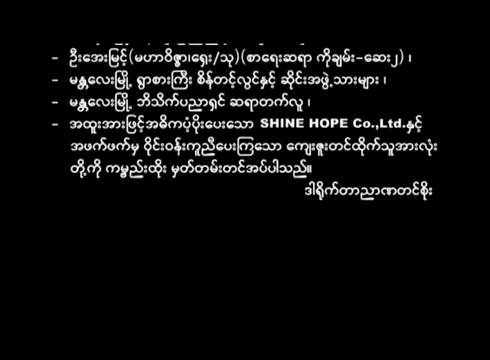 - ဦးအေးမြင့်(မဟာဝိဇ္ဇာ၊ရှေး/သု)(စာရေးဆရာ ကိုချမ်း-ဆေး၂) ၊
- မန္တလေးမြို့ ရွာစားကြီး စိန်တင့်လွင်နှင့် ဆိုင်းအဖွဲ့သားများ ၊
- မန္တလေးမြို့ ဘိသိက်ပညာရှင် ဆရာတက်လူ ၊
- အထူးအားဖြင့်အဓိကပံ့ပိုးပေးသော SHINE HOPE Co.,Ltd.နှင့်
အဖက်ဖက်မှ ဝိုင်းဝန်းကူညီပေးကြသော ကျေးဇူးတင်ထိုက်သူအားလုံး
တို့ကို ကမ္ဗည်းထိုး မှတ်တမ်းတင်အပ်ပါသည်။
ဒါရိုက်တာညာဏတင်စိုး